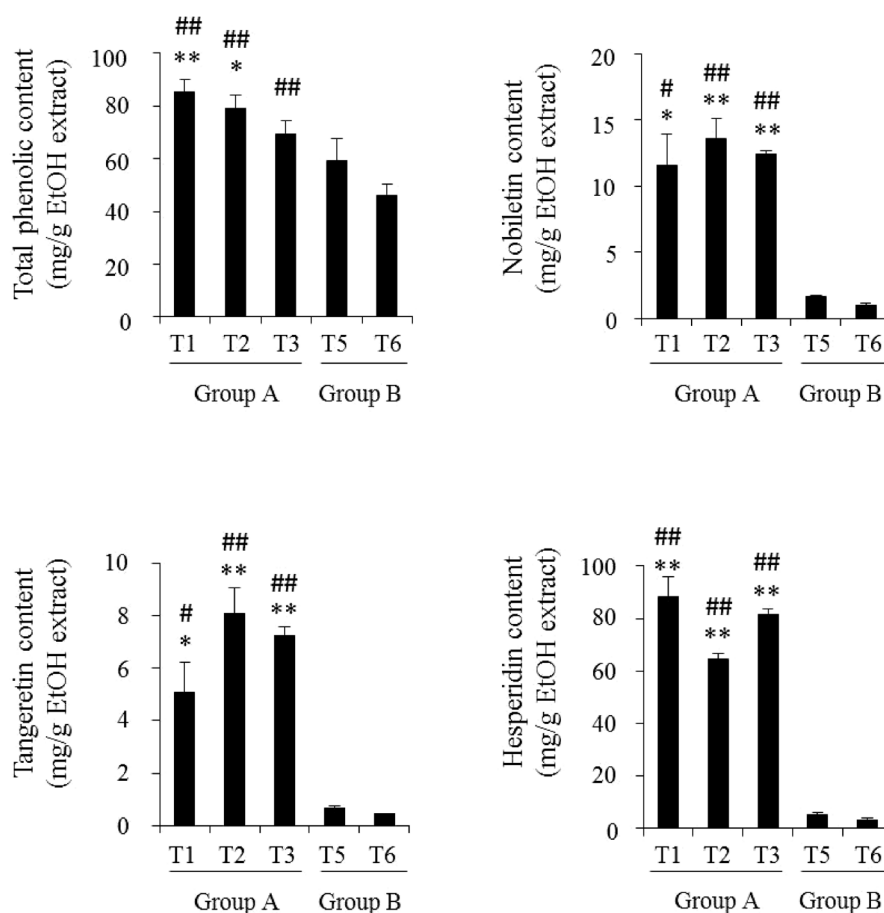 Total phenolic content
(mg/g EtOH extract)
100
80
60
40
20
0
##
**
##
*
##
T1 T2 T3 T5 T6
Group A Group B
Nobiletin content
(mg/g EtOH extract)
20
15
10
5
0
#
*
##
**
##
**
T1 T2 T3 T5 T6
Group A Group B
Tangeretin content
(mg/g EtOH extract)
10
8
6
4
2
0
#
*
##
**
##
**
T1 T2 T3 T5 T6
Group A Group B
Hesperidin content
(mg/g EtOH extract)
100
80
60
40
20
0
##
**
##
**
##
**
T1 T2 T3 T5 T6
Group A Group B